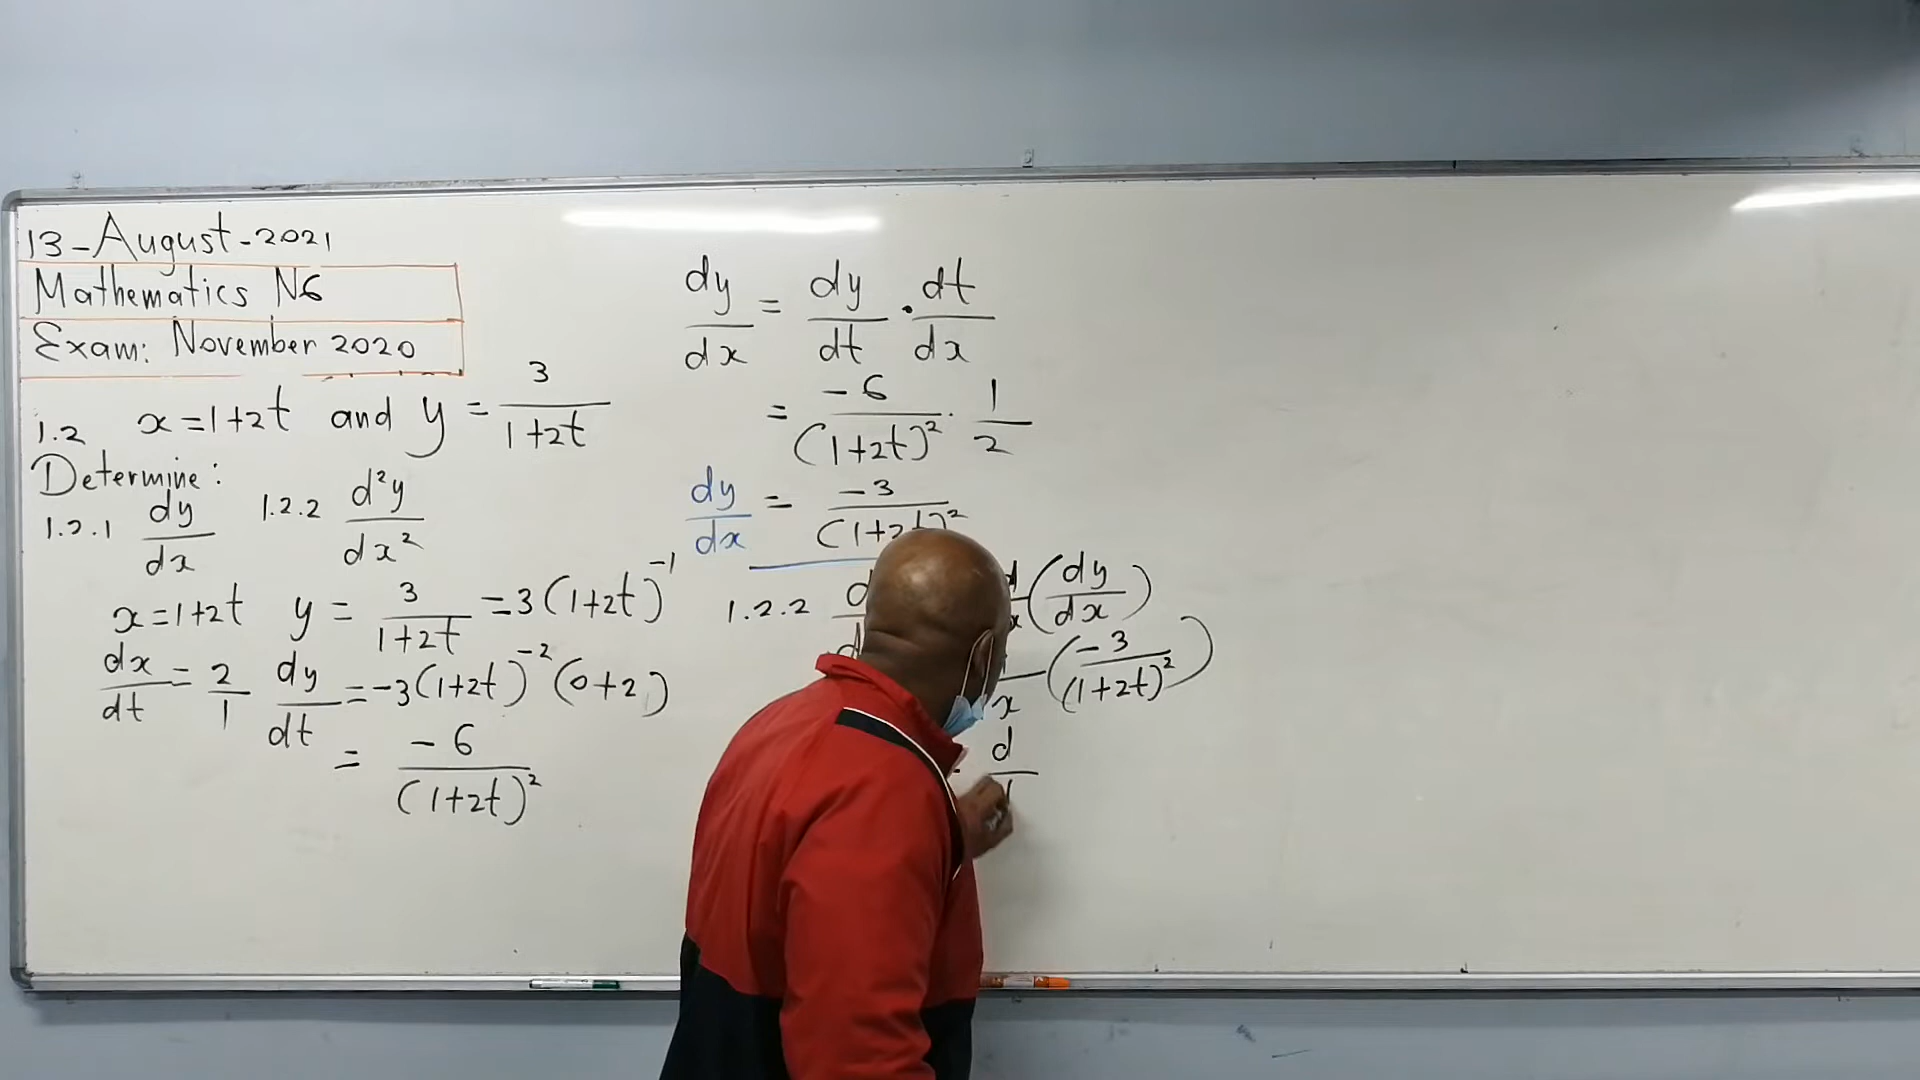 13-August-2021
Mathematics N6
Exam: November 2020
1.2 x=1+2t and y = 3/(1+2t)
Determine:
1.2.1 dy/dx 1.2.2 d²y/dx²
x=1+2t y = 3/(1+2t) = 3(1+2t)⁻¹
dx/dt = 2/1 dy/dt = -3(1+2t)⁻²(0+2)
= -6/(1+2t)²
dy/dx = dy/dt · dt/dx
= -6/(1+2t)² · 1/2
dy/dx = -3/(1+2t)²
1.2.2 d (dy/dx)
x (-3/(1+2t)²)
d